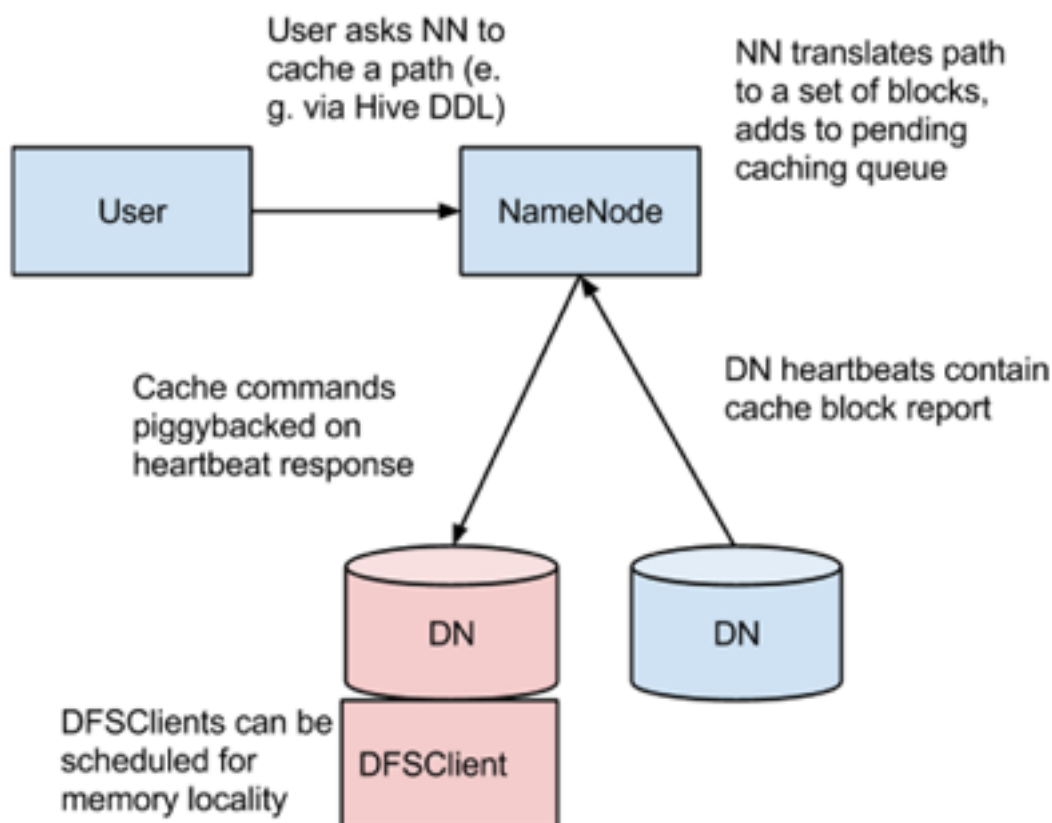 User asks NN to
cache a path (e.
g. via Hive DDL)
NN translates path
to a set of blocks,
adds to pending
caching queue
User
NameNode
Cache commands
piggybacked on
heartbeat response
DN heartbeats contain
cache block report
DN
DN
DFSClients can be
scheduled for
memory locality
DFSClient